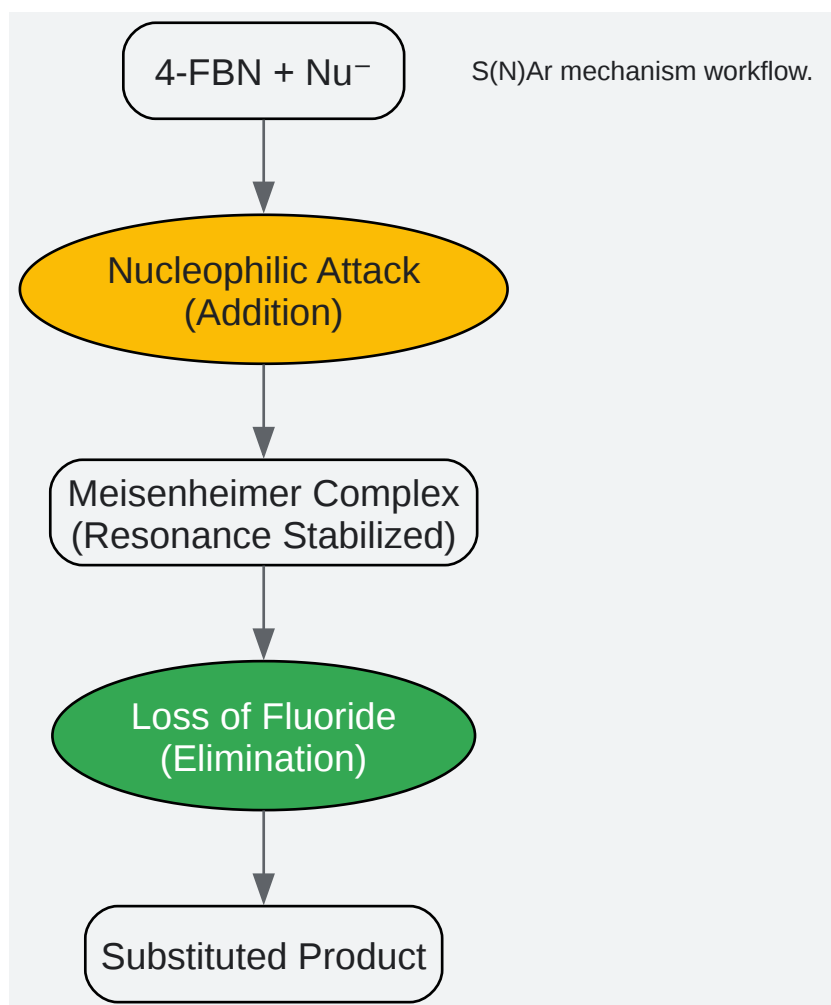 4-FBN + Nu⁻
S(N)Ar mechanism workflow.
Nucleophilic Attack
(Addition)
Meisenheimer Complex
(Resonance Stabilized)
Loss of Fluoride
(Elimination)
Substituted Product